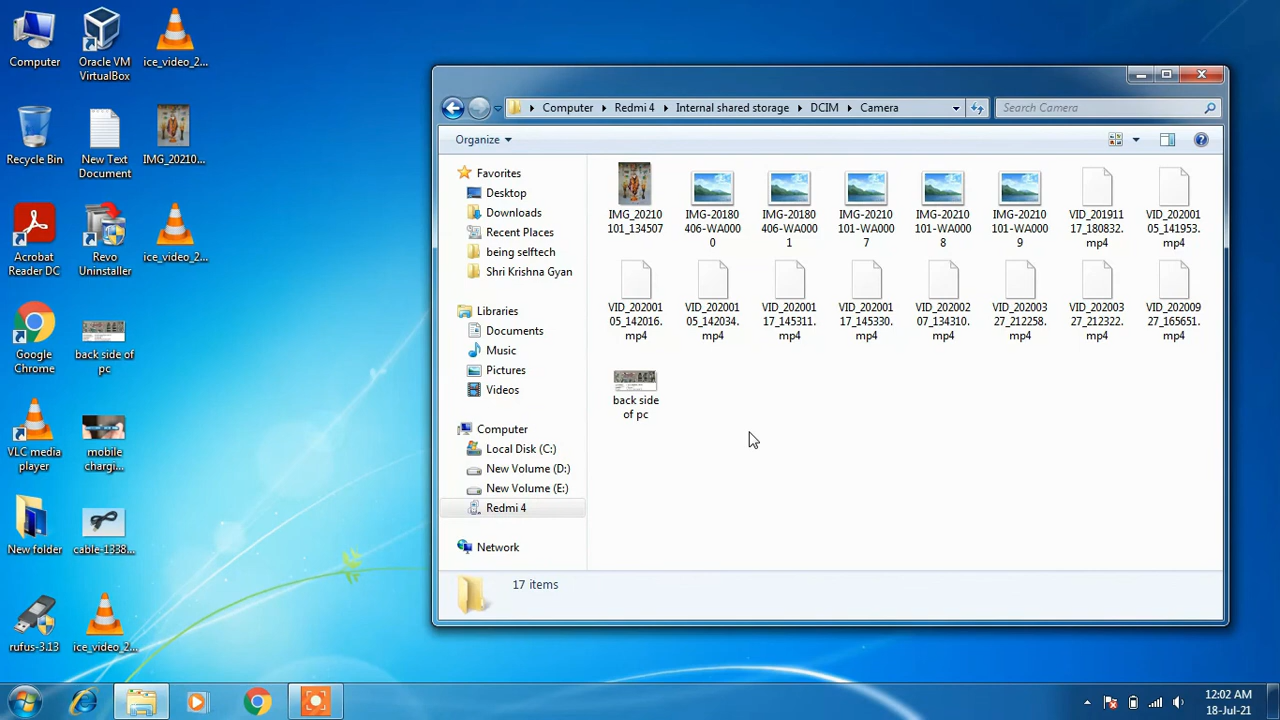 Computer
Oracle VM
VirtualBox
ice_video_2...
Recycle Bin
New Text
Document
IMG_20210...
Acrobat
Reader DC
Revo
Uninstaller
ice_video_2...
Google
Chrome
back side of
pc
VLC media
player
mobile
chargi...
New folder
cable-1338...
rufus-3.13
ice_video_2...
Computer
Redmi 4
Internal shared storage
DCIM
Camera
Search Camera
Organize
Favorites
Desktop
Downloads
Recent Places
being selftech
Shri Krishna Gyan
Libraries
Documents
Music
Pictures
Videos
Computer
Local Disk (C:)
New Volume (D:)
New Volume (E:)
Redmi 4
Network
IMG_20210
101_134507
IMG-20180
406-WA000
0
IMG-20180
406-WA000
1
IMG-20210
101-WA000
7
IMG-20210
101-WA000
8
IMG-20210
101-WA000
9
VID_201911
17_180832.
mp4
VID_202001
05_141953.
mp4
VID_202001
05_142016.
mp4
VID_202001
05_142034.
mp4
VID_202001
17_145311.
mp4
VID_202001
17_145330.
mp4
VID_202002
07_134310.
mp4
VID_202003
27_212258.
mp4
VID_202003
27_212322.
mp4
VID_202009
27_165651.
mp4
back side
of pc
17 items
12:02 AM
18-Jul-21